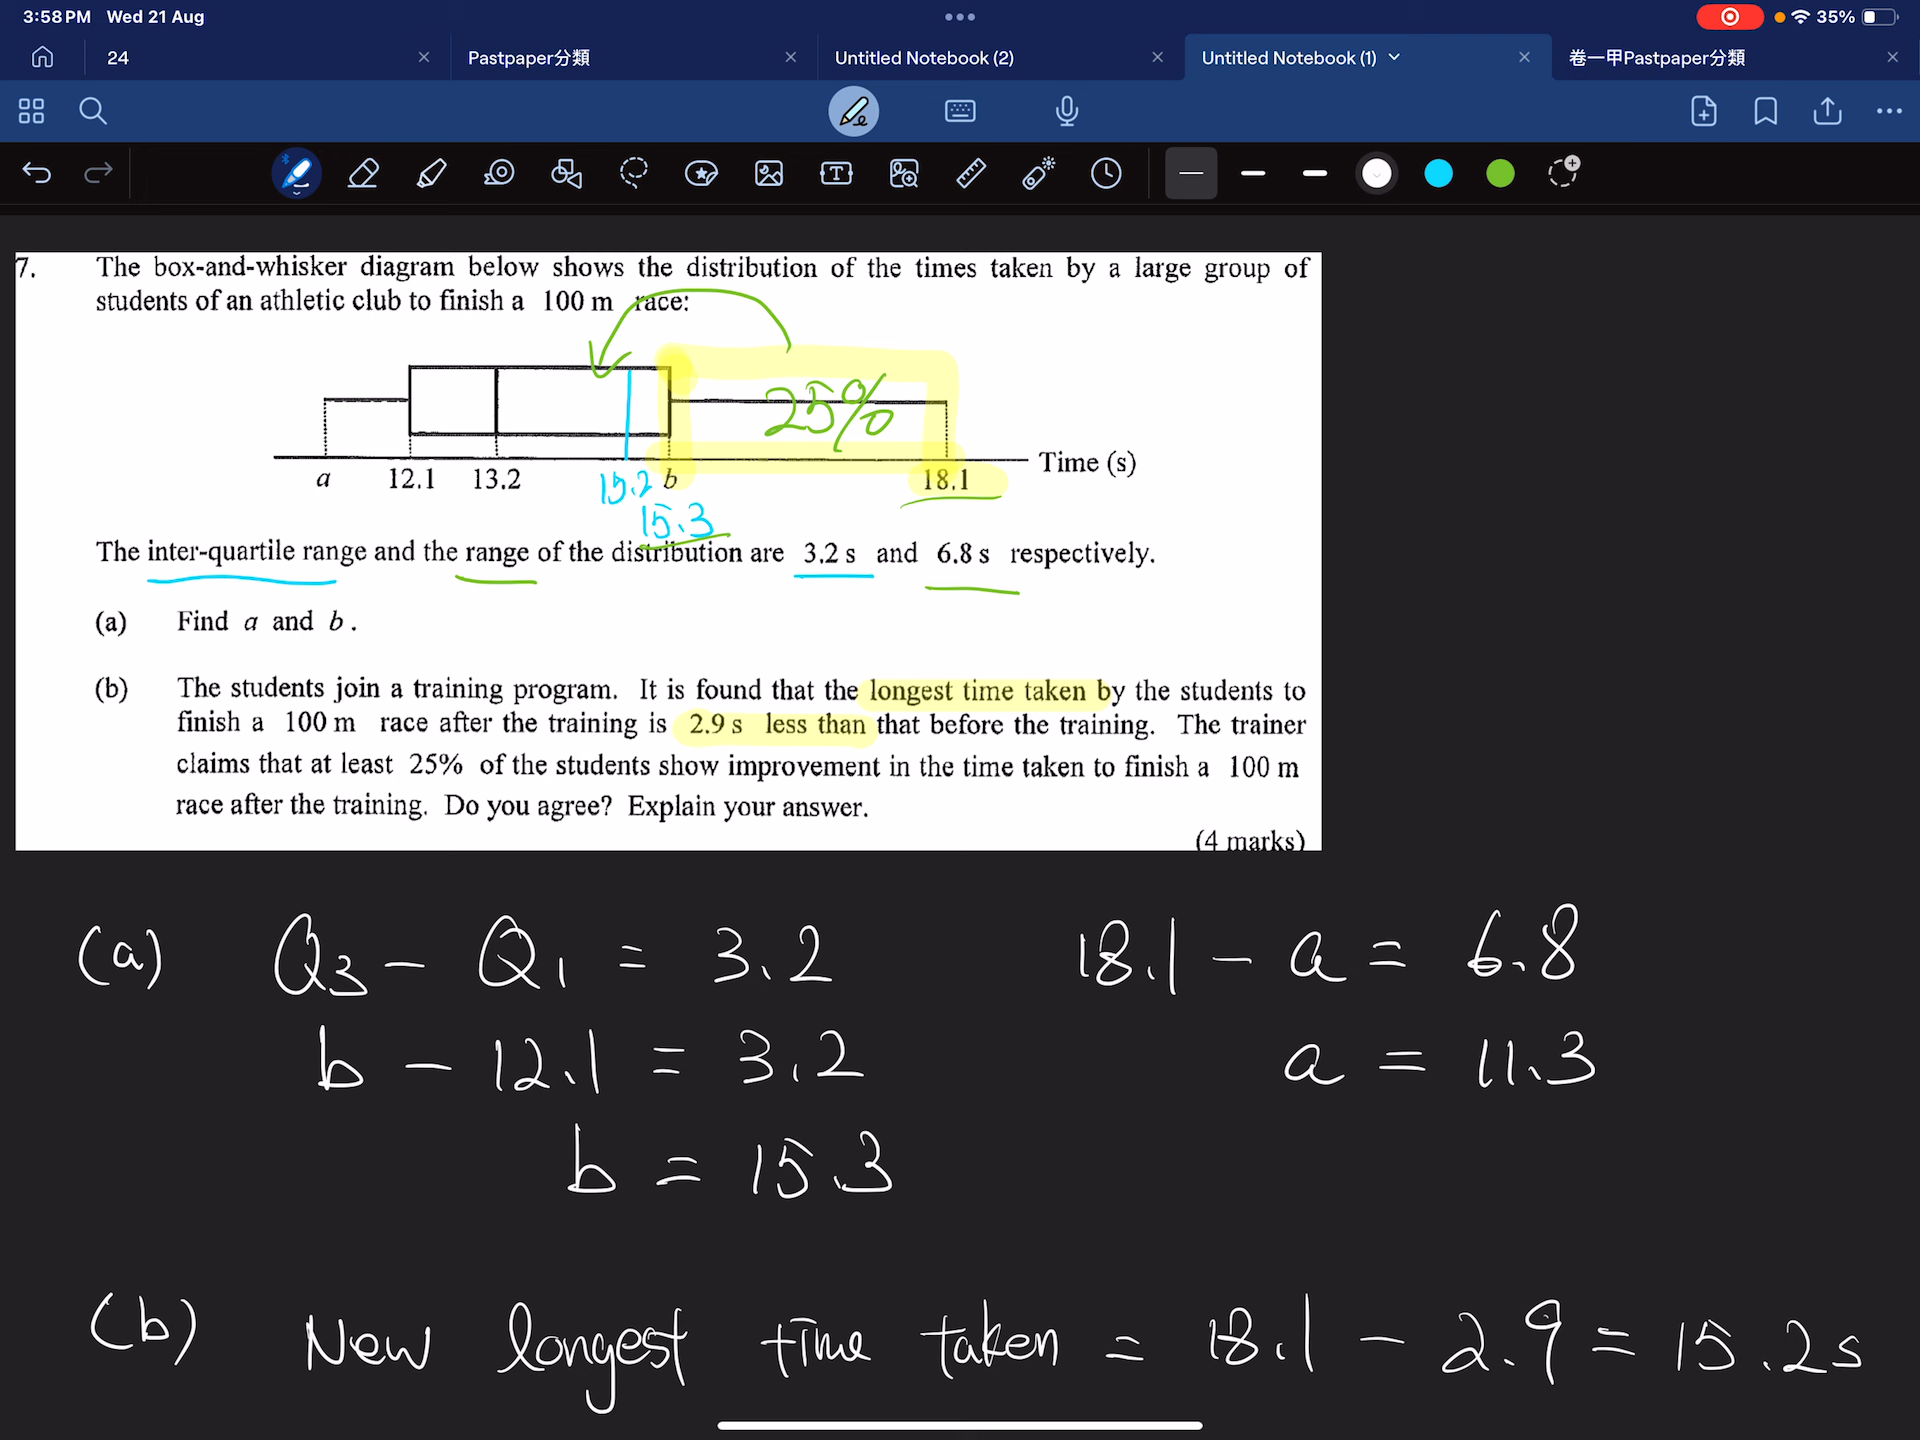 3:58 PM Wed 21 Aug
35%
24
Pastpaper分類
Untitled Notebook (2)
Untitled Notebook (1)
卷一甲Pastpaper分類
7. The box-and-whisker diagram below shows the distribution of the times taken by a large group of
students of an athletic club to finish a 100 m race:
25%
Time (s)
a 12.1 13.2 15.2 b 18.1
15.3
The inter-quartile range and the range of the distribution are 3.2 s and 6.8 s respectively.
(a) Find a and b .
(b) The students join a training program. It is found that the longest time taken by the students to
finish a 100 m race after the training is 2.9 s less than that before the training. The trainer
claims that at least 25% of the students show improvement in the time taken to finish a 100 m
race after the training. Do you agree? Explain your answer.
(4 marks)
(a) Q3 − Q1 = 3.2 18.1 − a = 6.8
b − 12.1 = 3.2 a = 11.3
b = 15.3
(b) New longest time taken = 18.1 − 2.9 = 15.2s